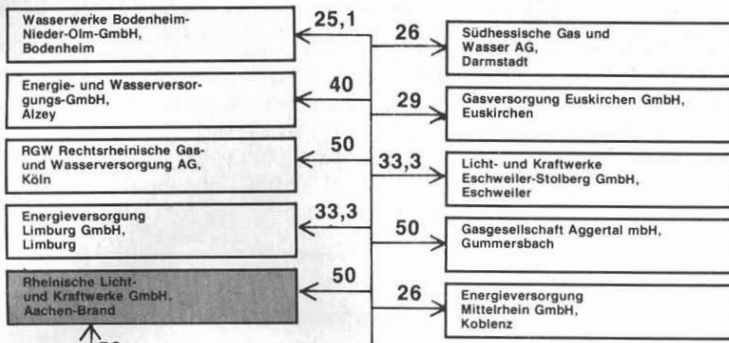 Wasserwerke Bodenheim-
Nieder-Olm-GmbH,
Bodenheim
25,1
26
Südhessische Gas und
Wasser AG,
Darmstadt
Energie- und Wasserversor-
gungs-GmbH,
Alzey
40
29
Gasversorgung Euskirchen GmbH,
Euskirchen
RGW Rechtsrheinische Gas-
und Wasserversorgung AG,
Köln
50
33,3
Licht- und Kraftwerke
Eschweiler-Stolberg GmbH,
Eschweiler
Energieversorgung
Limburg GmbH,
Limburg
33,3
50
Gasgesellschaft Aggertal mbH,
Gummersbach
Rheinische Licht-
und Kraftwerke GmbH,
Aachen-Brand
50
26
Energieversorgung
Mittelrhein GmbH,
Koblenz